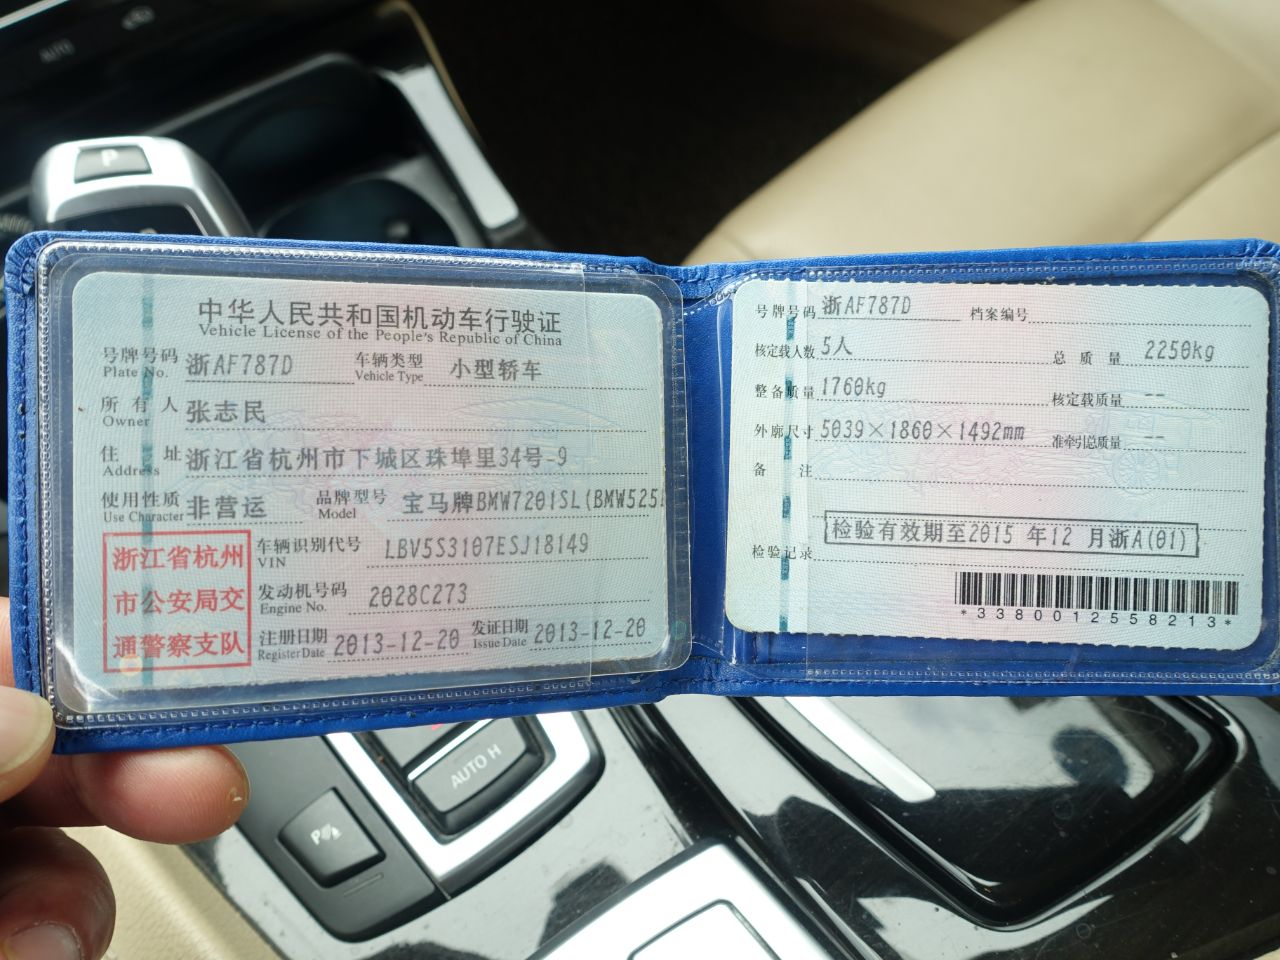 AUTO
P
中华人民共和国机动车行驶证
Vehicle License of the People's Republic of China
号牌号码 浙AF787D 车辆类型 小型轿车
Plate No. Vehicle Type
所有人 张志民
Owner
住址 浙江省杭州市下城区珠埠里34号-9
Address
使用性质 非营运 品牌型号 宝马牌BMW7201SL(BMW525
Use Character Model
浙江省杭州
市公安局交
通警察支队
车辆识别代号 LBV5S3107ESJ18149
VIN
发动机号码 2028C273
Engine No.
注册日期 2013-12-20 发证日期 2013-12-20
Register Date Issue Date
号牌号码 浙AF787D 档案编号
核定载人数 5人 总质量 2250kg
整备质量 1760kg 核定载质量 --
外廓尺寸 5039×1860×1492mm 准牵引总质量 --
备注
检验记录 检验有效期至2015 年12 月浙A(01)
*3380012558213*
AUTO H
P